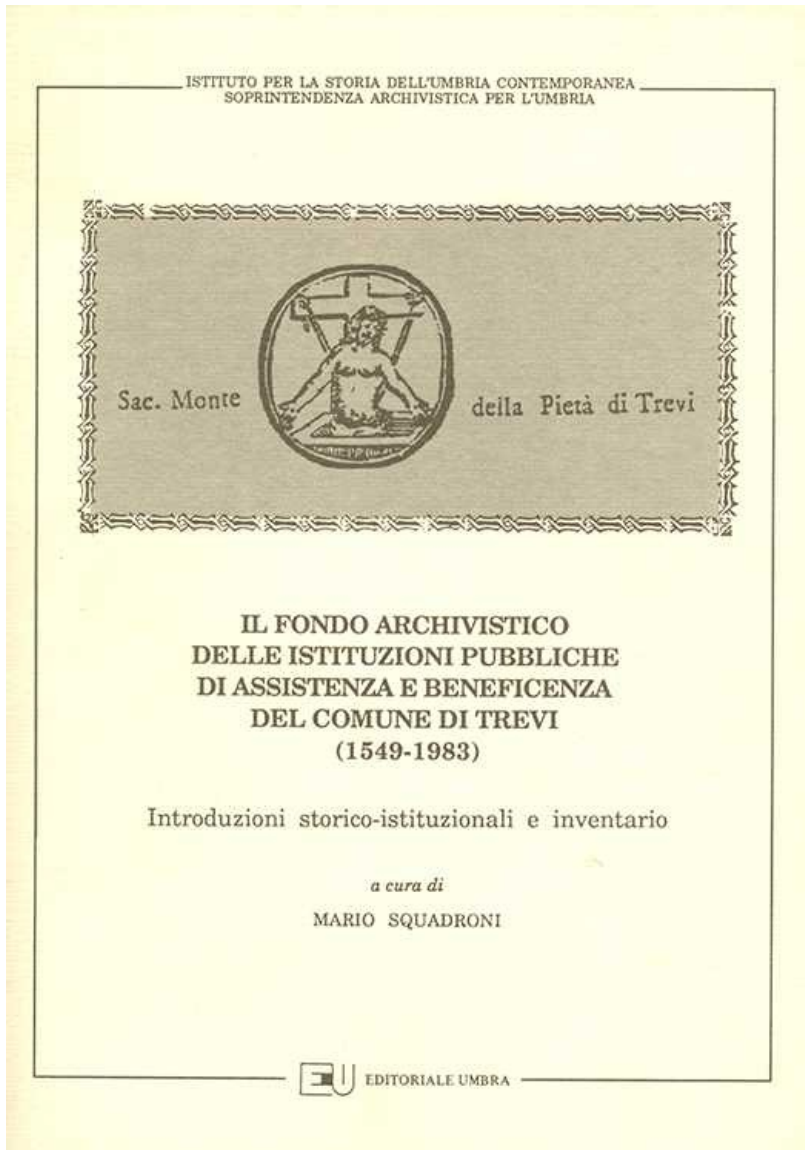 ISTITUTO PER LA STORIA DELL'UMBRIA CONTEMPORANEA
SOPRINTENDENZA ARCHIVISTICA PER L'UMBRIA
Sac. Monte della Pietà di Trevi
IL FONDO ARCHIVISTICO
DELLE ISTITUZIONI PUBBLICHE
DI ASSISTENZA E BENEFICENZA
DEL COMUNE DI TREVI
(1549-1983)
Introduzioni storico-istituzionali e inventario
a cura di
MARIO SQUADRONI
EU EDITORIALE UMBRA